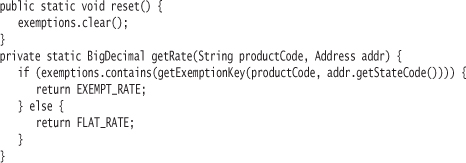 public static void reset() {
   exemptions.clear();
}
private static BigDecimal getRate(String productCode, Address addr) {
   if (exemptions.contains(getExemptionKey(productCode, addr.getStateCode()))) {
      return EXEMPT_RATE;
   } else {
      return FLAT_RATE;
   }
}